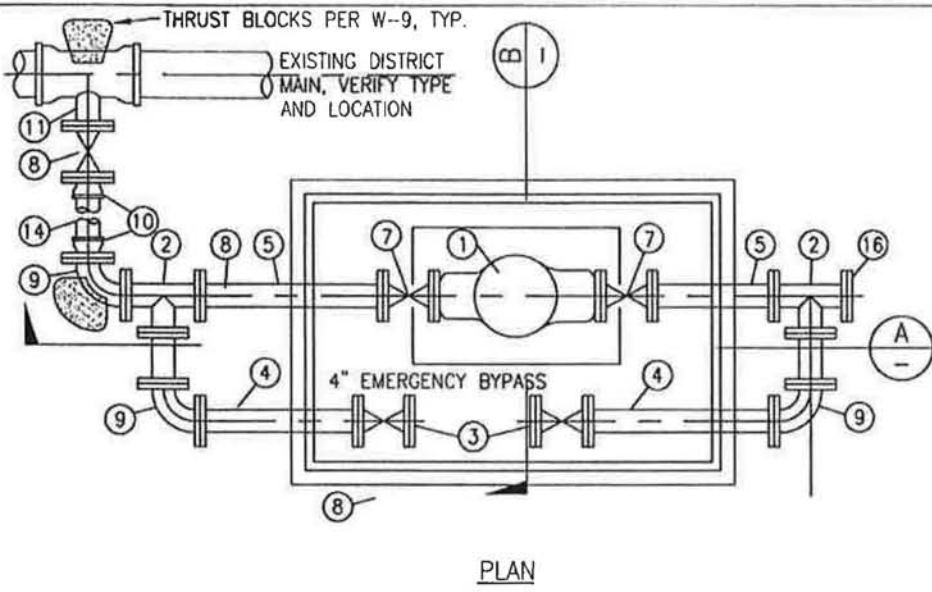 THRUST BLOCKS PER W-9, TYP.
EXISTING DISTRICT
MAIN, VERIFY TYPE
AND LOCATION
B
1
11
8
14
10
9
2
8
5
7
1
7
5
2
16
A
-
4" EMERGENCY BYPASS
9
4
3
4
9
8
PLAN